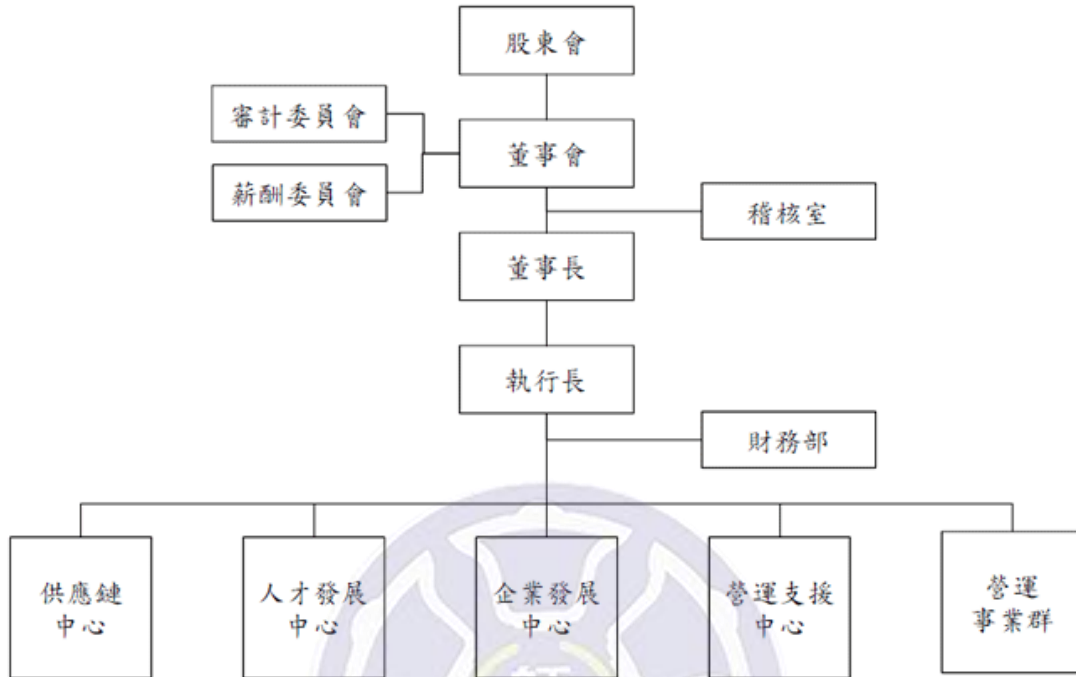 股東會
審計委員會
董事會
薪酬委員會
稽核室
董事長
執行長
財務部
供應鏈
中心
人才發展
中心
企業發展
中心
營運支援
中心
營運
事業群